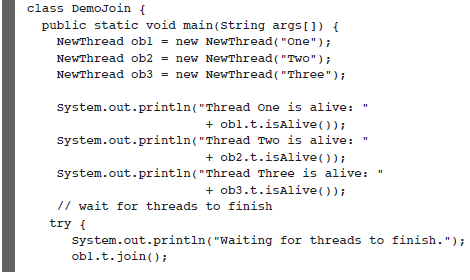 class DemoJoin {
  public static void main(String args[]) {
    NewThread ob1 = new NewThread("One");
    NewThread ob2 = new NewThread("Two");
    NewThread ob3 = new NewThread("Three");

    System.out.println("Thread One is alive: "
                        + ob1.t.isAlive());
    System.out.println("Thread Two is alive: "
                        + ob2.t.isAlive());
    System.out.println("Thread Three is alive: "
                        + ob3.t.isAlive());
    // wait for threads to finish
   try {
      System.out.println("Waiting for threads to finish.");
      ob1.t.join();